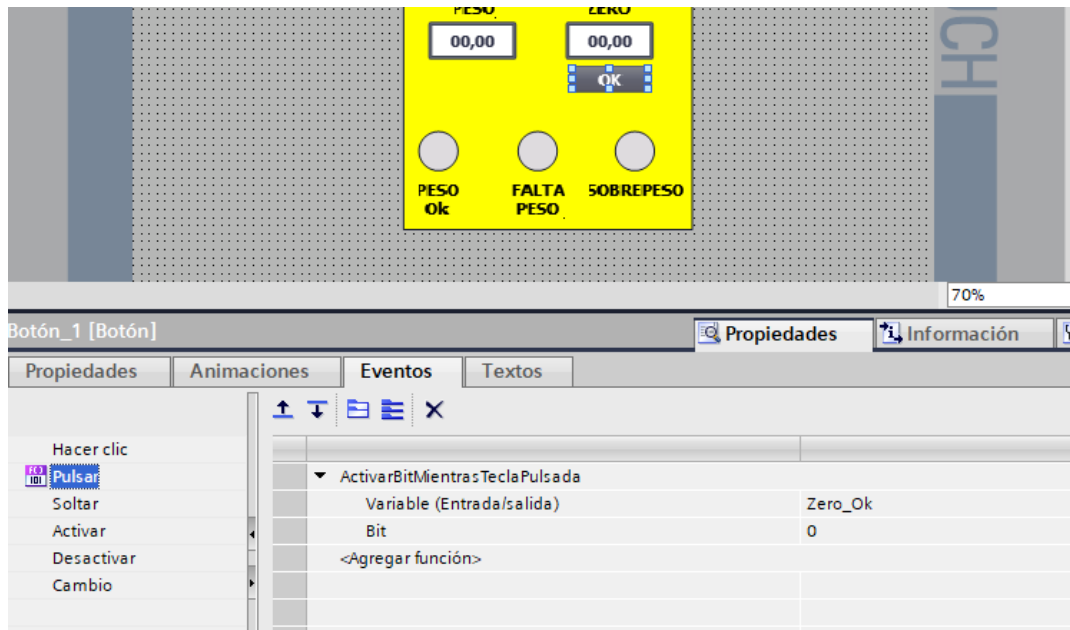 PESO ZERO
00,00 00,00
OK
UCH
PESO Ok
FALTA PESO
SOBREPESO
70%
Botón_1 [Botón]
Propiedades Información
Propiedades Animaciones Eventos Textos
Hacer clic
Pulsar
Soltar
Activar
Desactivar
Cambio
ActivarBitMientrasTeclaPulsada
Variable (Entrada/salida) Zero_Ok
Bit 0
<Agregar función>